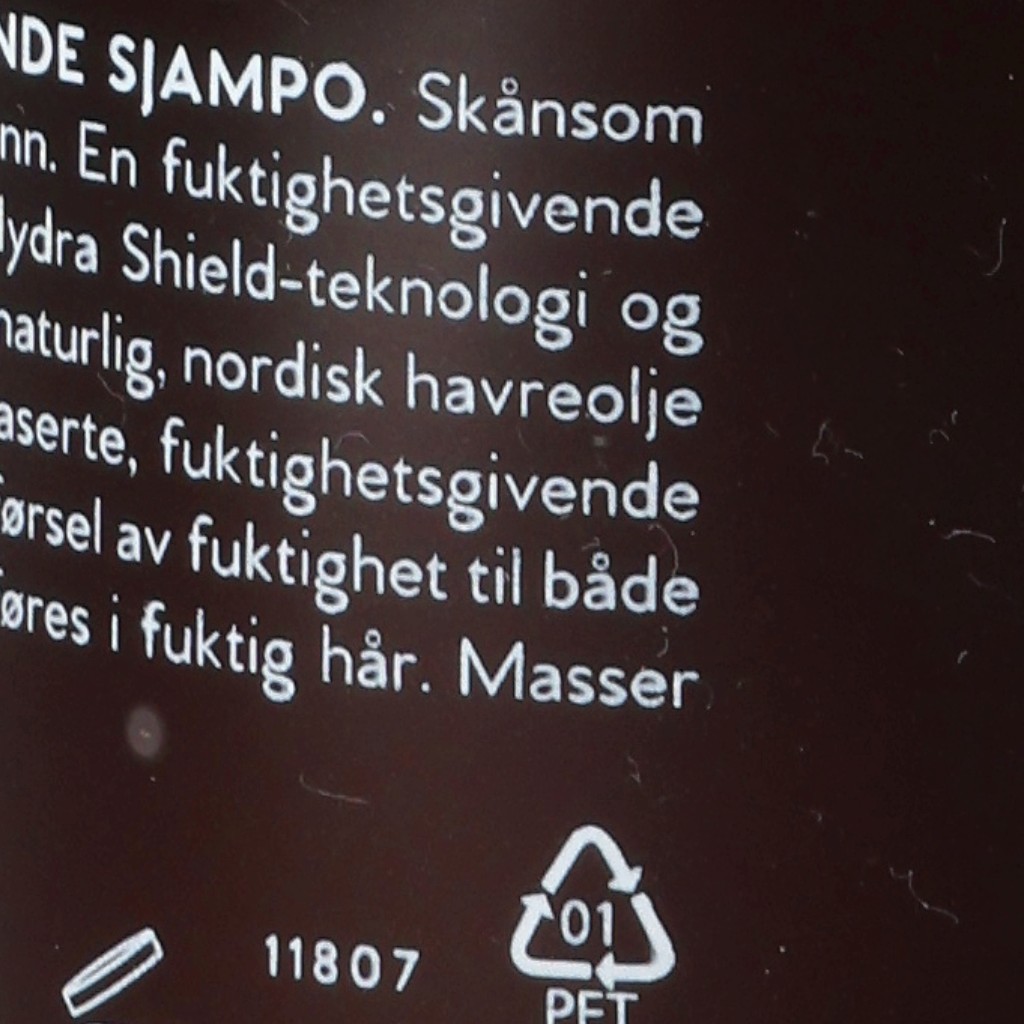 NDE SJAMPO. Skånsom
nn. En fuktighetsgivende
ydra Shield-teknologi og
naturlig, nordisk havreolje
aserte, fuktighetsgivende
ørsel av fuktighet til både
øres i fuktig hår. Masser
01
11807
PET